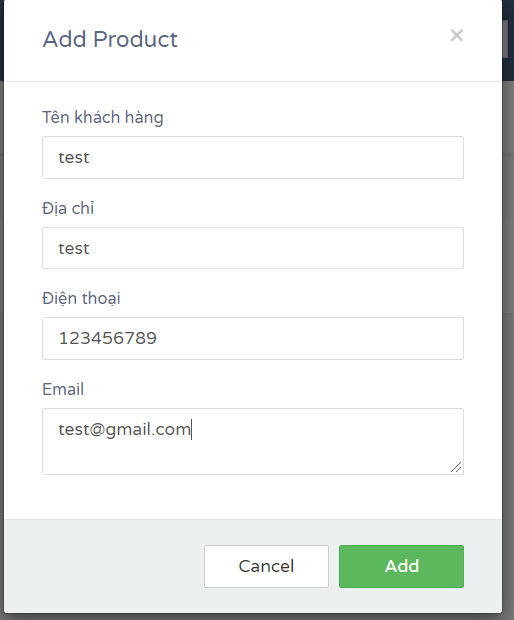 Add Product
×
Tên khách hàng
test
Địa chỉ
test
Điện thoại
123456789
Email
test@gmail.com
Cancel Add